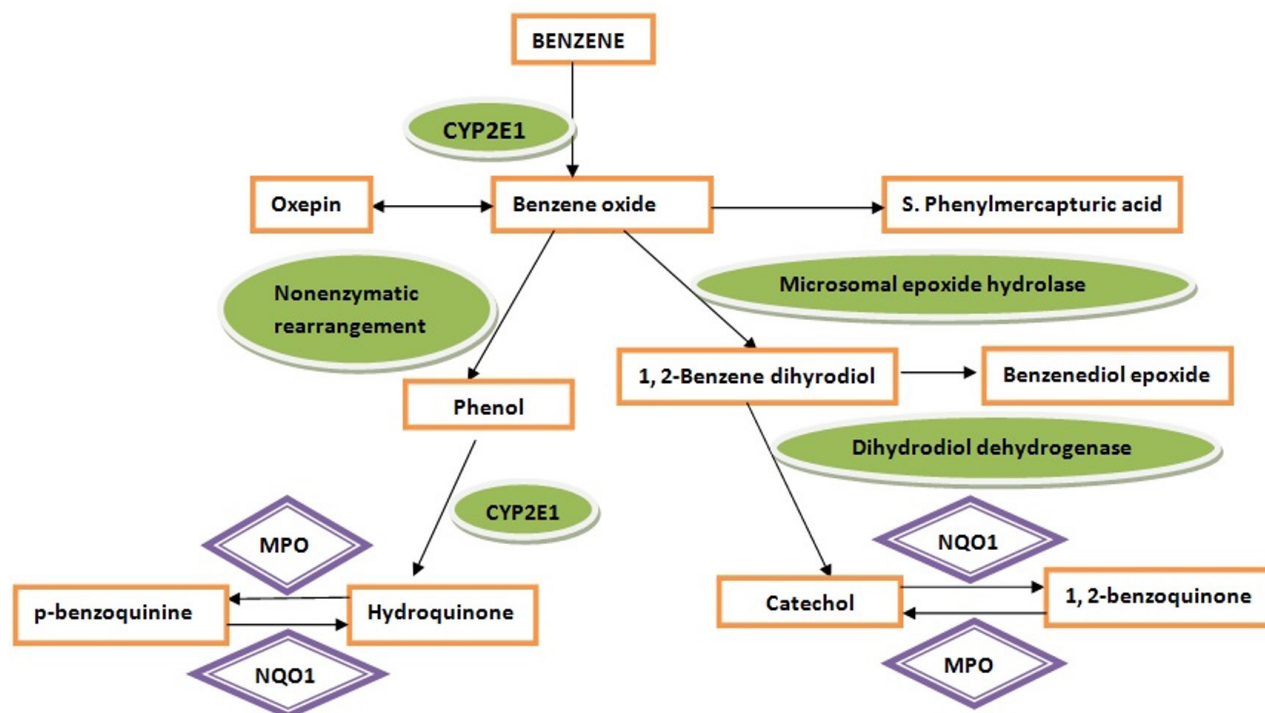 BENZENE
CYP2E1
Oxepin
Benzene oxide
S. Phenylmercapturic acid
Nonenzymatic
rearrangement
Microsomal epoxide hydrolase
1, 2-Benzene dihyrodiol
Benzenediol epoxide
Phenol
Dihydrodiol dehydrogenase
CYP2E1
MPO
NQO1
p-benzoquinine
Hydroquinone
Catechol
1, 2-benzoquinone
NQO1
MPO